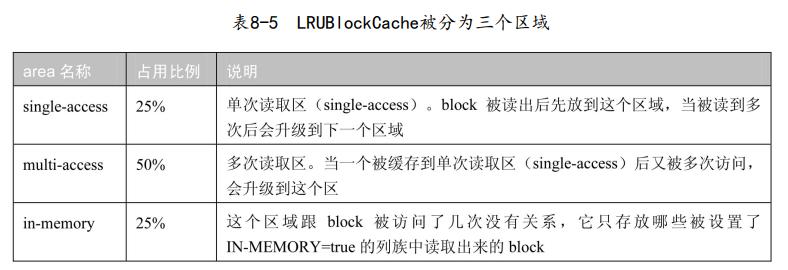 表8-5 LRUBlockCache被分为三个区域
area 名称 占用比例 说明
single-access 25% 单次读取区（single-access）。block 被读出后先放到这个区域，当被读到多
次后会升级到下一个区域
multi-access 50% 多次读取区。当一个被缓存到单次读取区（single-access）后又被多次访问，
会升级到这个区
in-memory 25% 这个区域跟 block 被访问了几次没有关系，它只存放哪些被设置了
IN-MEMORY=true 的列族中读取出来的 block